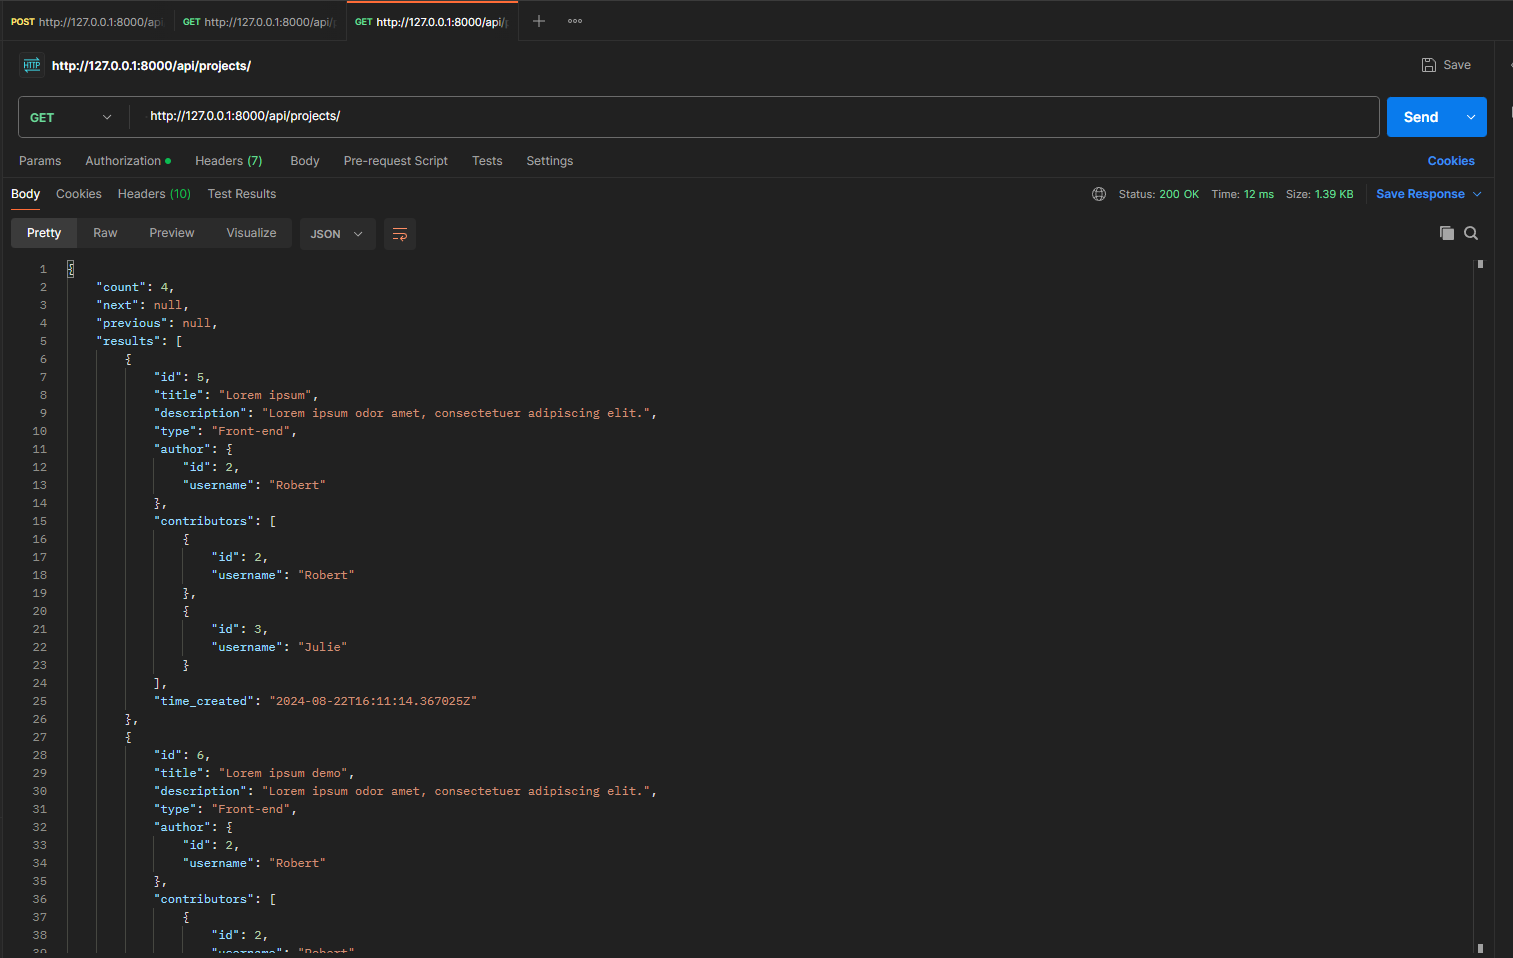 POST http://127.0.0.1:8000/api GET http://127.0.0.1:8000/api/ GET http://127.0.0.1:8000/api/
HTTP http://127.0.0.1:8000/api/projects/ Save
GET http://127.0.0.1:8000/api/projects/ Send
Params Authorization Headers (7) Body Pre-request Script Tests Settings Cookies
Body Cookies Headers (10) Test Results Status: 200 OK Time: 12 ms Size: 1.39 KB Save Response
Pretty Raw Preview Visualize JSON
1 {
2 "count": 4,
3 "next": null,
4 "previous": null,
5 "results": [
6 {
7 "id": 5,
8 "title": "Lorem ipsum",
9 "description": "Lorem ipsum odor amet, consectetuer adipiscing elit.",
10 "type": "Front-end",
11 "author": {
12 "id": 2,
13 "username": "Robert"
14 },
15 "contributors": [
16 {
17 "id": 2,
18 "username": "Robert"
19 },
20 {
21 "id": 3,
22 "username": "Julie"
23 }
24 ],
25 "time_created": "2024-08-22T16:11:14.367025Z"
26 },
27 {
28 "id": 6,
29 "title": "Lorem ipsum demo",
30 "description": "Lorem ipsum odor amet, consectetuer adipiscing elit.",
31 "type": "Front-end",
32 "author": {
33 "id": 2,
34 "username": "Robert"
35 },
36 "contributors": [
37 {
38 "id": 2,
39 "username": "Robert"